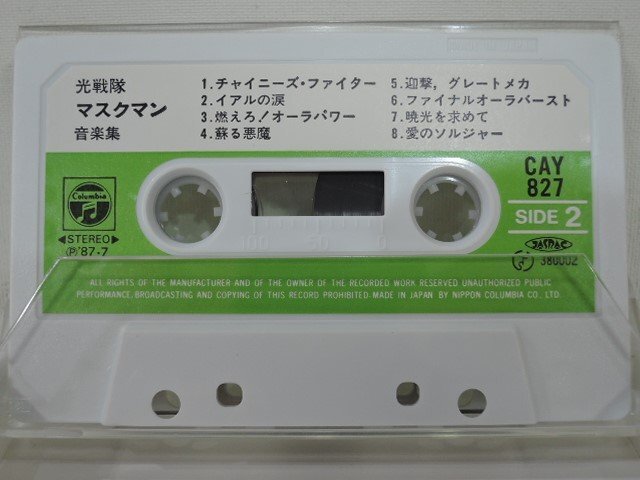 光戦隊
マスクマン
音楽集
1.チャイニーズ・ファイター
2.イアルの涙
3.燃えろ!オーラパワー
4.蘇る悪魔
5.迎撃,グレートメカ
6.ファイナルオーラバースト
7.暁光を求めて
8.愛のソルジャー
CAY
827
SIDE 2
Columbia
◀STEREO▶
Ⓟ'87・7
100 50 0
JASRAC
380002
ALL RIGHTS OF THE MANUFACTURER AND OF THE OWNER OF THE RECORDED WORK RESERVED UNAUTHORIZED PUBLIC
PERFORMANCE, BROADCASTING AND COPYING OF THIS RECORD PROHIBITED·MADE IN JAPAN BY NIPPON COLUMBIA CO., LTD.